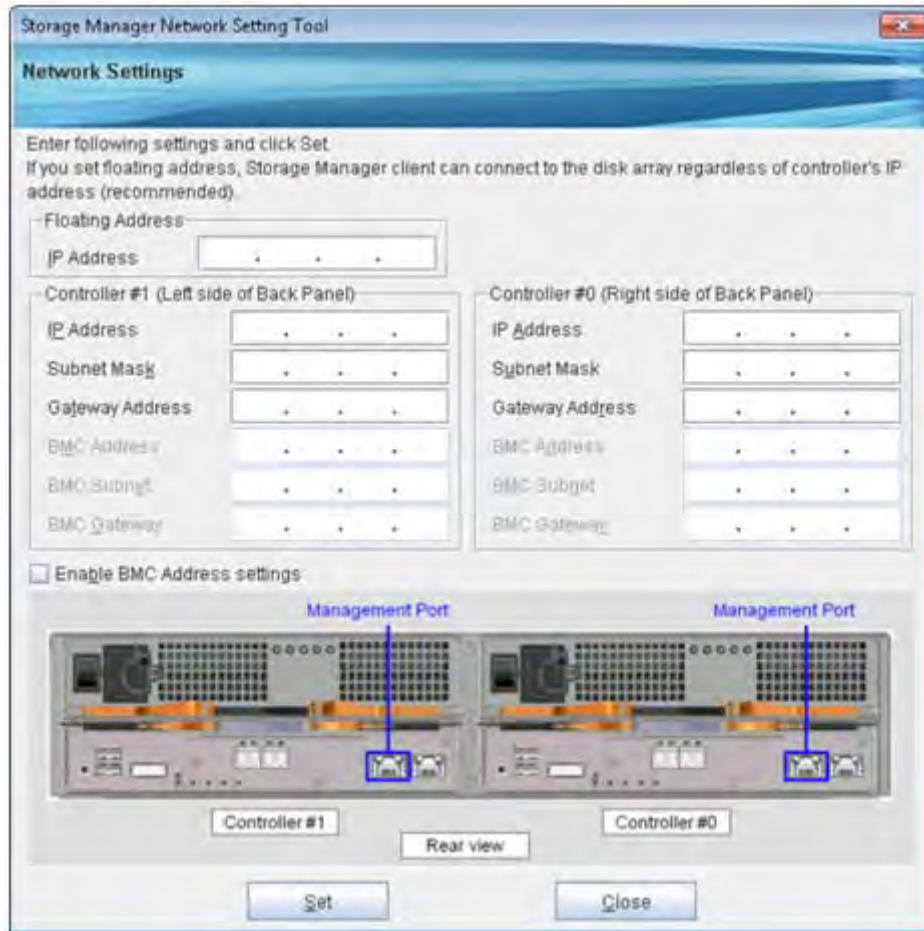 Storage Manager Network Setting Tool
Network Settings
Enter following settings and click Set.
If you set floating address, Storage Manager client can connect to the disk array regardless of controller's IP
address (recommended).
Floating Address
IP Address
Controller #1 (Left side of Back Panel)
IP Address
Subnet Mask
Gateway Address
BMC Address
BMC Subnet
BMC Gateway
Controller #0 (Right side of Back Panel)
IP Address
Subnet Mask
Gateway Address
BMC Address
BMC Subnet
BMC Gateway
Enable BMC Address settings
Management Port
Management Port
Controller #1
Controller #0
Rear view
Set
Close